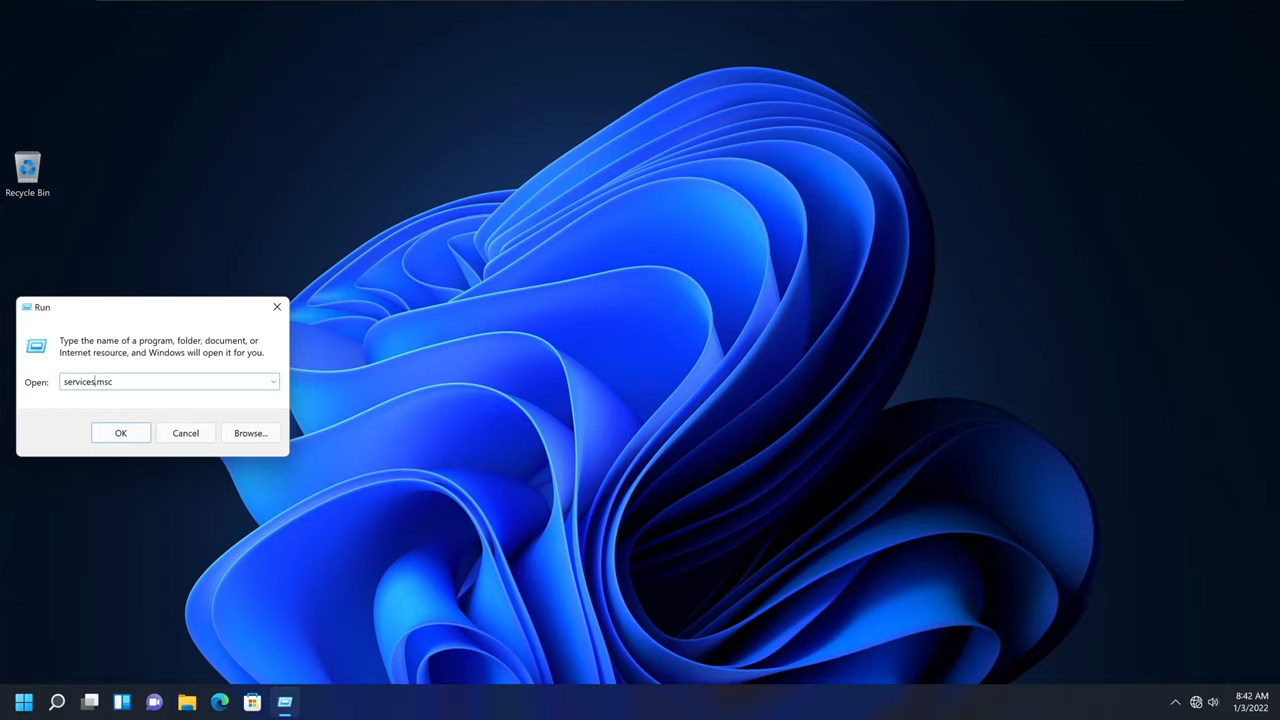 Recycle Bin
Run
Type the name of a program, folder, document, or
Internet resource, and Windows will open it for you.
Open:
services.msc
OK
Cancel
Browse...
8:42 AM
1/3/2022